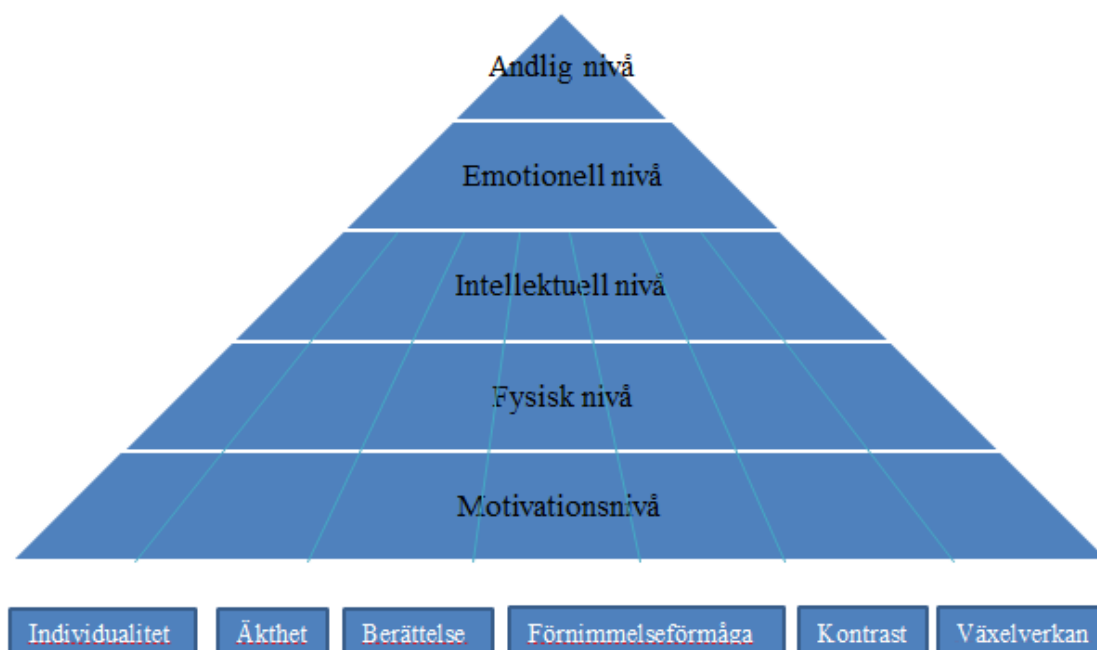 Andlig nivå
Emotionell nivå
Intellektuell nivå
Fysisk nivå
Motivationsnivå
Individualitet Äkthet Berättelse Förnimmelseförmåga Kontrast Växelverkan